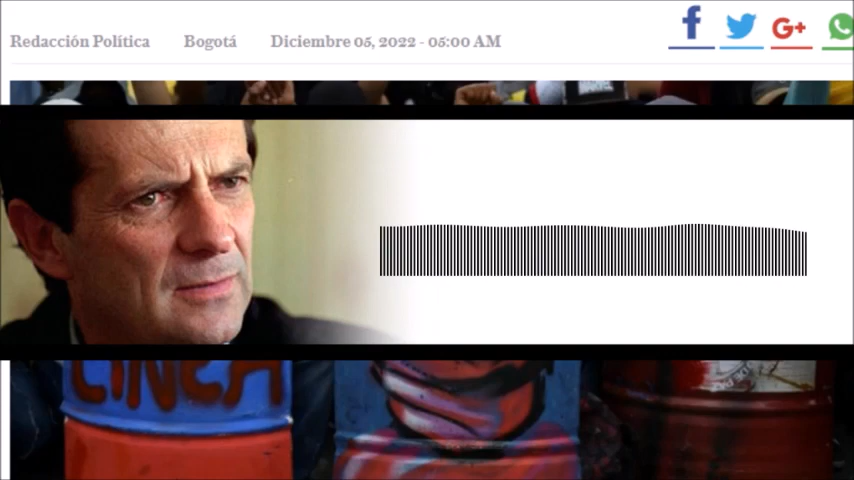 Redacción Política Bogotá Diciembre 05, 2022 - 05:00 AM
f G+
LINEA